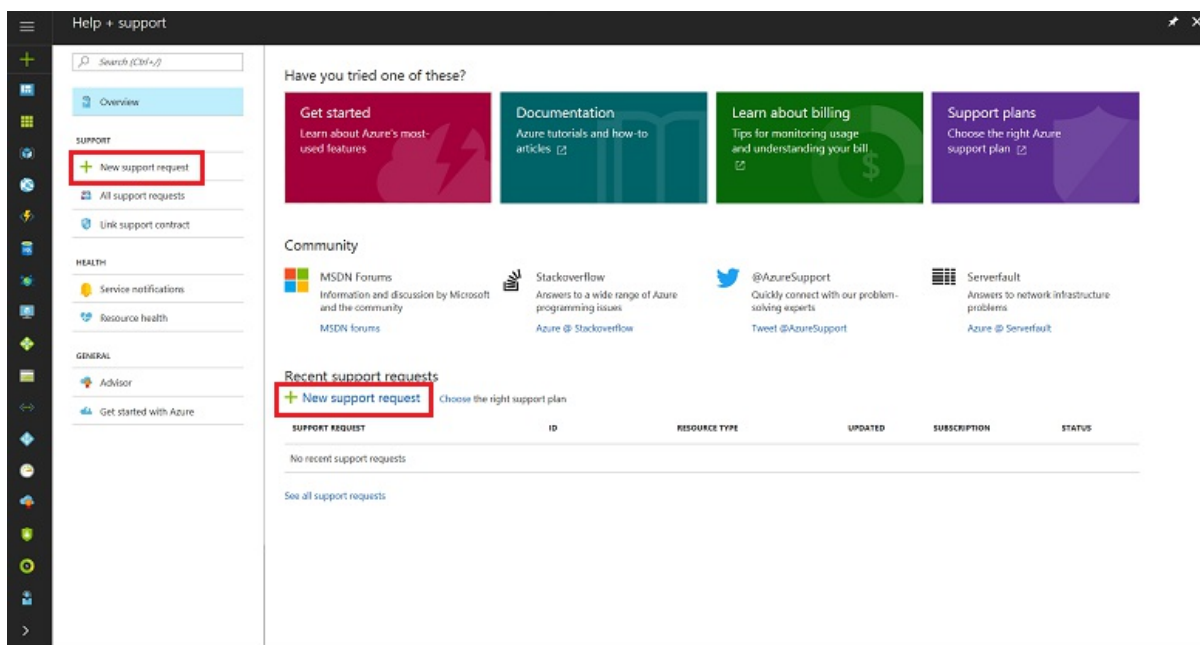 Help + support
Search (Ctrl+/)
Overview
SUPPORT
New support request
All support requests
Link support contract
HEALTH
Service notifications
Resource health
GENERAL
Advisor
Get started with Azure
Have you tried one of these?
Get started
Learn about Azure's most-
used features
Documentation
Azure tutorials and how-to
articles
Learn about billing
Tips for monitoring usage
and understanding your bill
Support plans
Choose the right Azure
support plan
Community
MSDN Forums
Information and discussion by Microsoft
and the community
MSDN forums
Stackoverflow
Answers to a wide range of Azure
programming issues
Azure @ Stackoverflow
@AzureSupport
Quickly connect with our problem-
solving experts
Tweet @AzureSupport
Serverfault
Answers to network infrastructure
problems
Azure @ Serverfault
Recent support requests
New support request Choose the right support plan
SUPPORT REQUEST ID RESOURCE TYPE UPDATED SUBSCRIPTION STATUS
No recent support requests
See all support requests